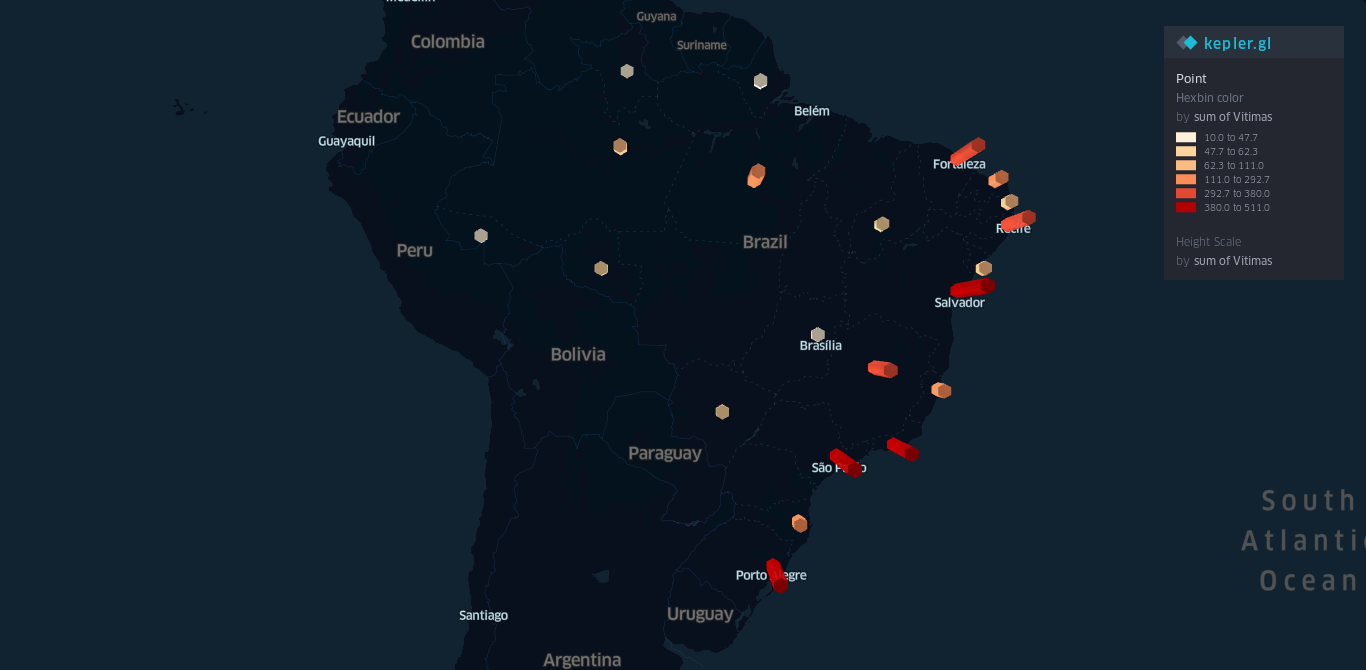 Colombia
Guyana
Suriname
Ecuador
Guayaquil
Belém
Fortaleza
Peru
Brazil
Recife
Salvador
Brasília
Bolivia
Paraguay
São
Porto
Santiago
Uruguay
Argentina
South
Ocean
kepler.gl
Point
Hexbin color
by sum of Vitimas
10.0 to 47.7
47.7 to 62.3
62.3 to 111.0
111.0 to 292.7
292.7 to 380.0
380.0 to 511.0
Height Scale
by sum of Vitimas